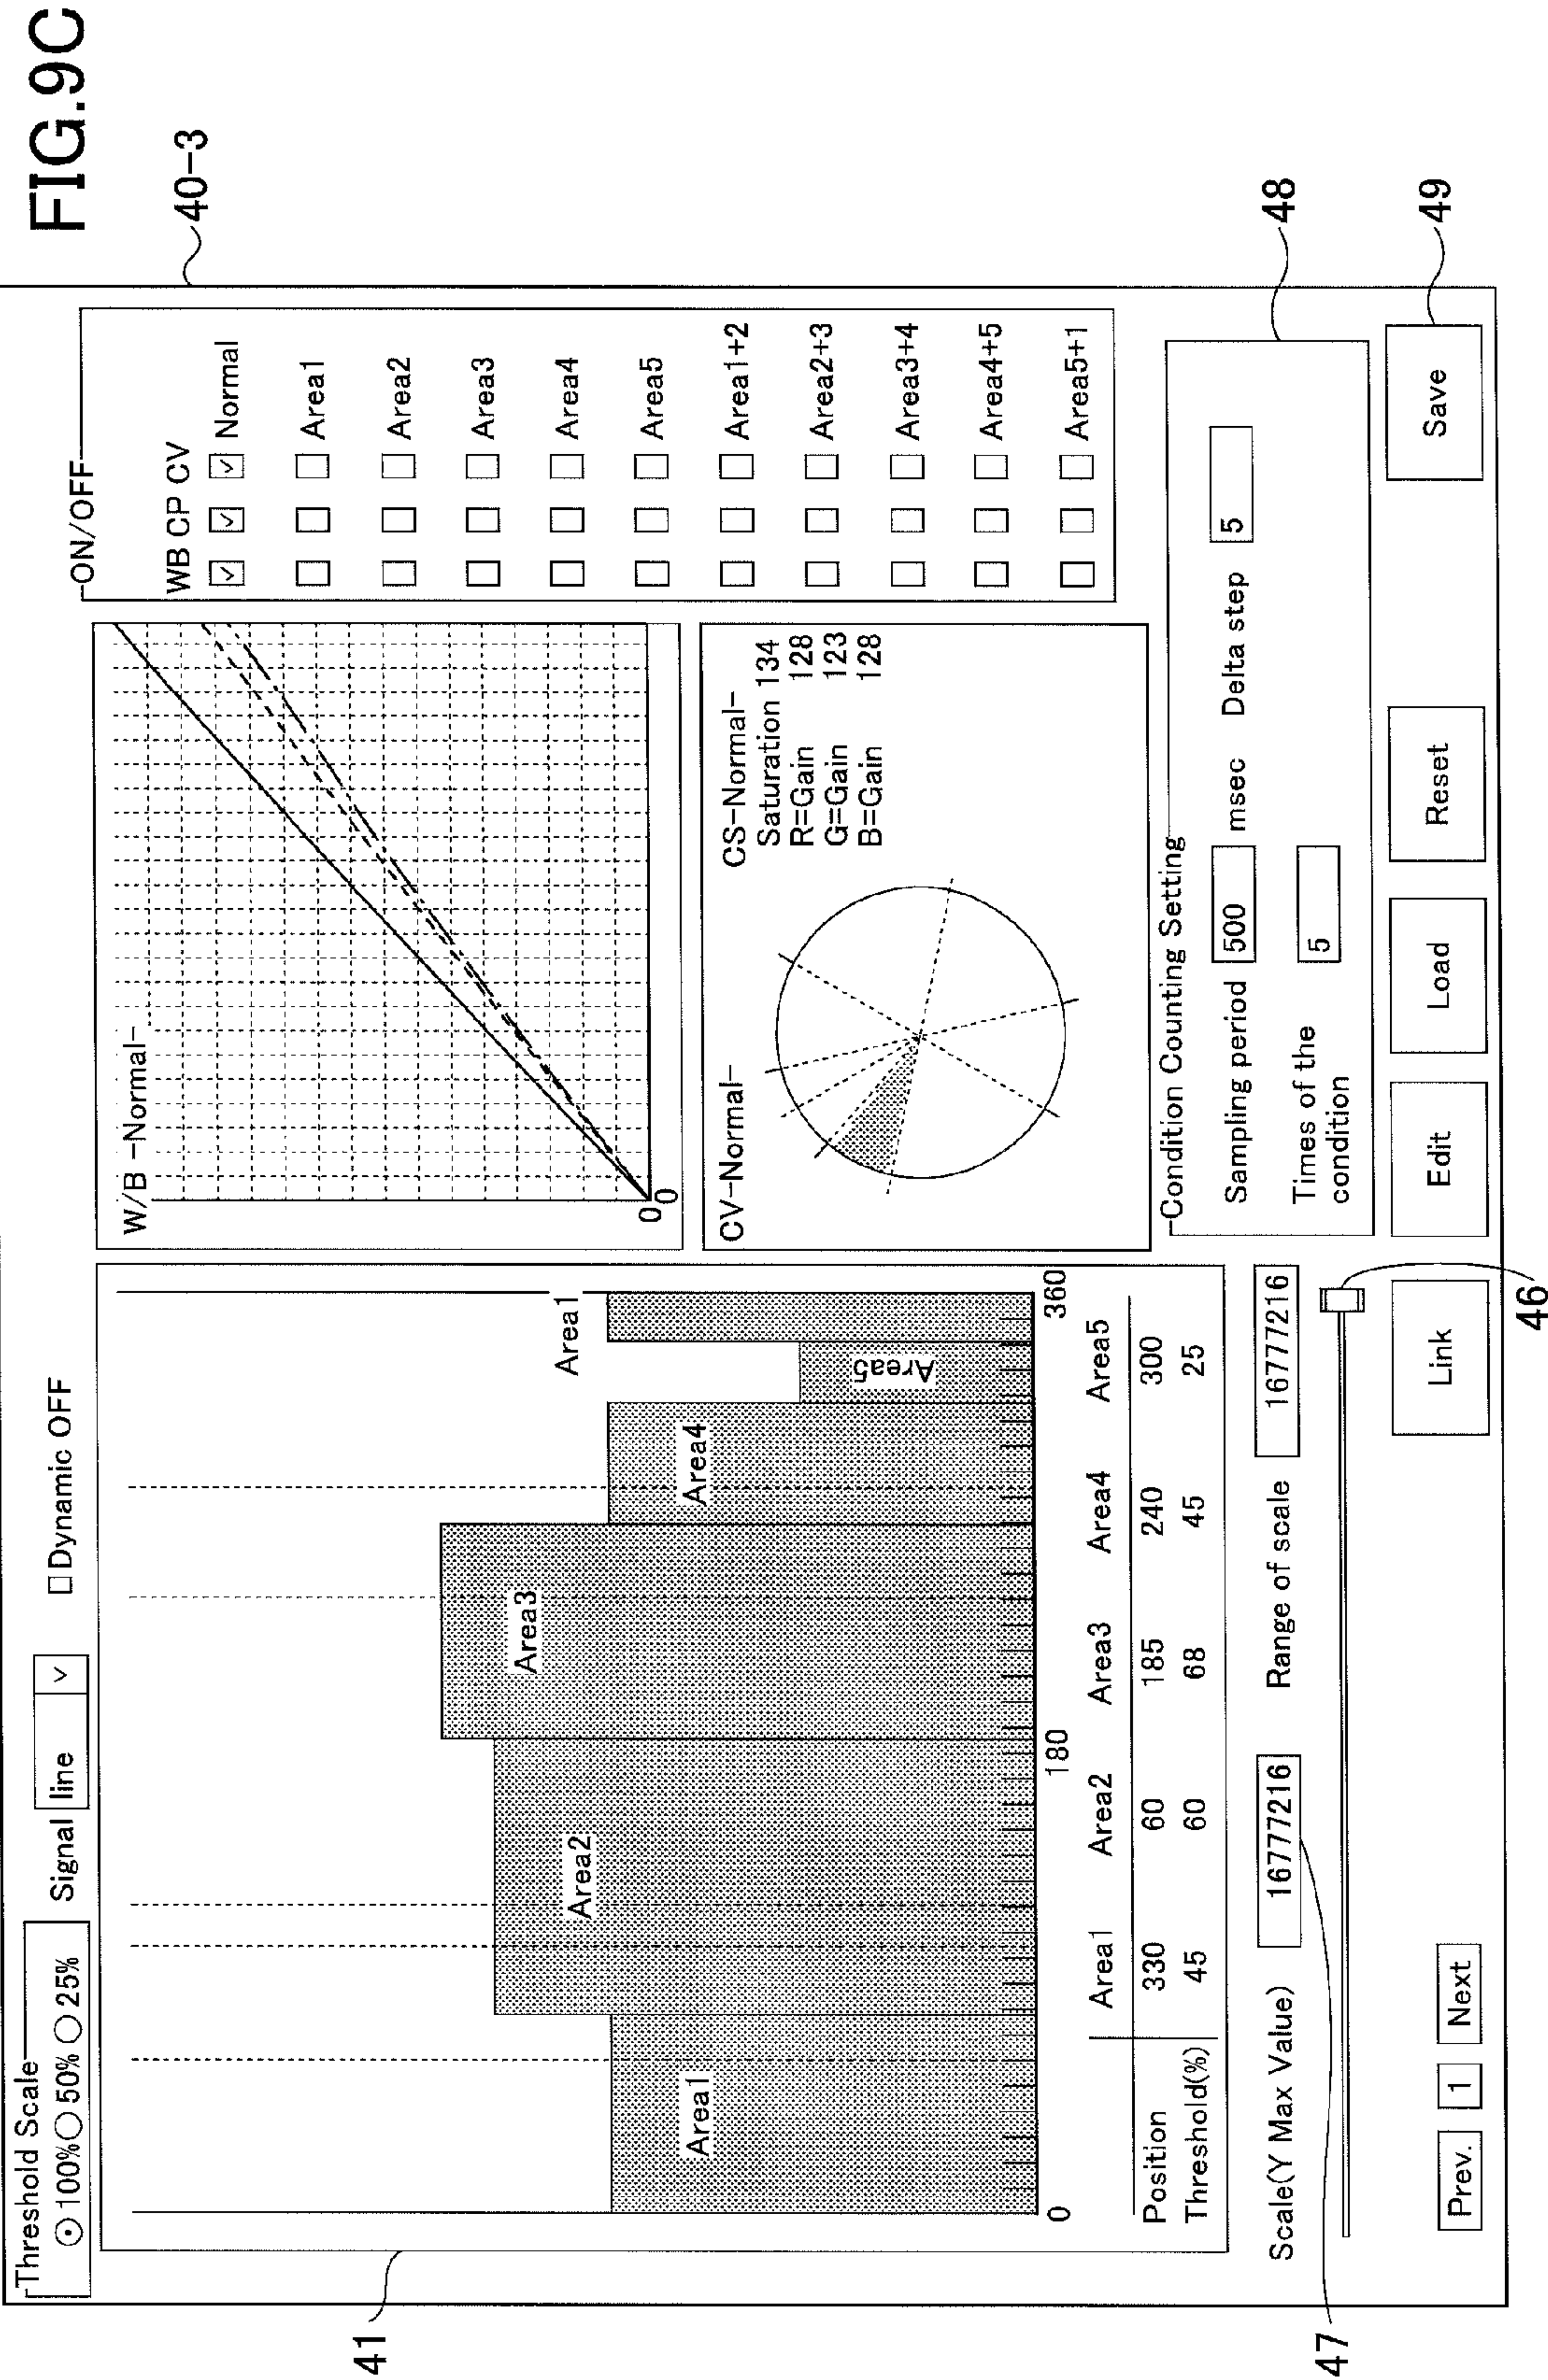 FIG.9C
40-3
Threshold Scale
100% 50% 25%
Signal line ∨
Dynamic OFF
41
Area1
Area2
Area3
Area4
Area5
Area1
0
180
360
Area1 Area2 Area3 Area4 Area5
Position 330 60 185 240 300
Threshold(%) 45 60 68 45 25
Scale(Y Max Value) 16777216 Range of scale 16777216
47
46
W/B -Normal-
0
0
CV-Normal-
CS-Normal-
Saturation 134
R=Gain 128
G=Gain 123
B=Gain 128
ON/OFF
WB CP CV
Normal
Area1
Area2
Area3
Area4
Area5
Area1+2
Area2+3
Area3+4
Area4+5
Area5+1
Condition Counting Setting
Sampling period 500 msec Delta step 5
Times of the
condition 5
48
Prev. 1 Next
Link
Edit
Load
Reset
Save
49